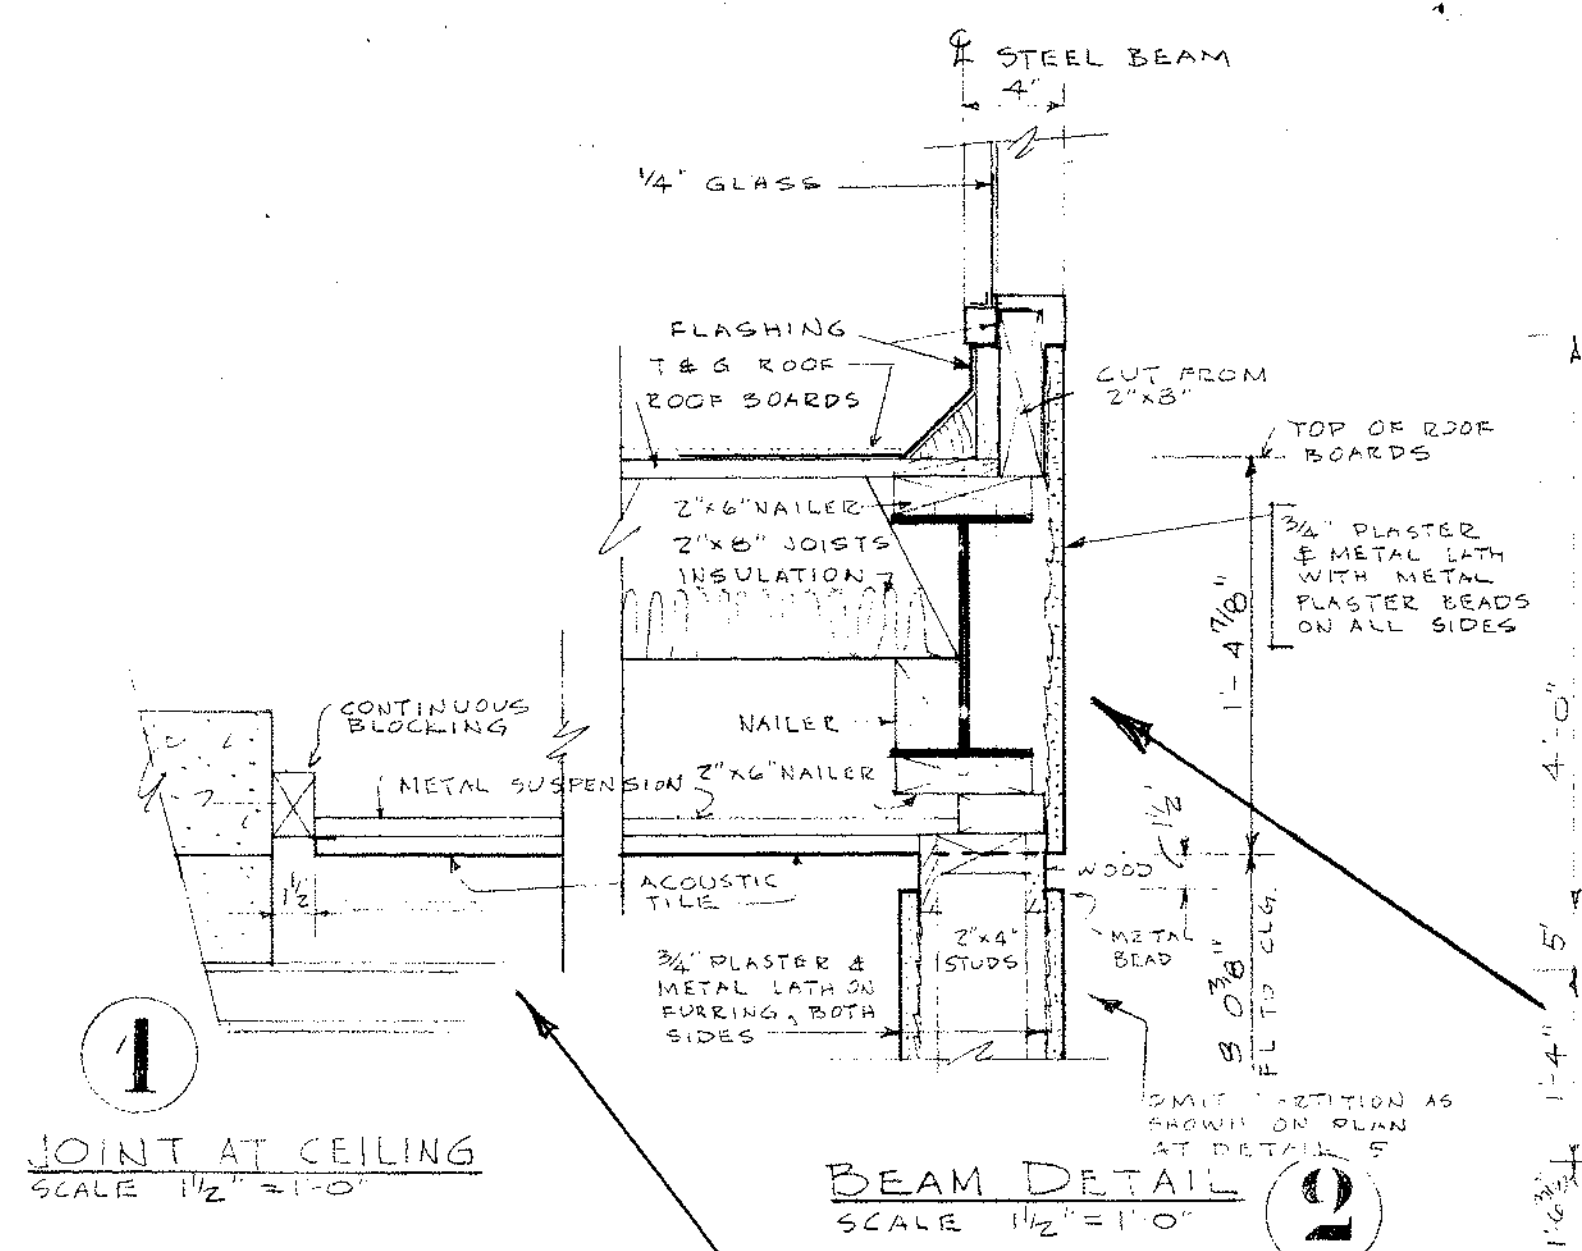 ℄ STEEL BEAM
4"
1/4" GLASS
FLASHING
T & G ROOF
ROOF BOARDS
CUT FROM
2"x8"
TOP OF ROOF
BOARDS
2"x6" NAILER
2"x8" JOISTS
INSULATION
3/4" PLASTER
& METAL LATH
WITH METAL
PLASTER BEADS
ON ALL SIDES
1'-4 7/8"
4'-0"
CONTINUOUS
BLOCKING
NAILER
METAL SUSPENSION
2"x6" NAILER
1 1/2"
WOOD
ACOUSTIC
TILE
1 1/2"
2"x4"
STUDS
METAL
BEAD
3/4" PLASTER &
METAL LATH ON
FURRING, BOTH
SIDES
8 0 3/8"
FL TO CLG.
5"
1'-4"
OMIT PARTITION AS
SHOWN ON PLAN
AT DETAIL 5
1
JOINT AT CEILING
SCALE 1 1/2" = 1'-0"
BEAM DETAIL
SCALE 1 1/2" = 1'-0"
2